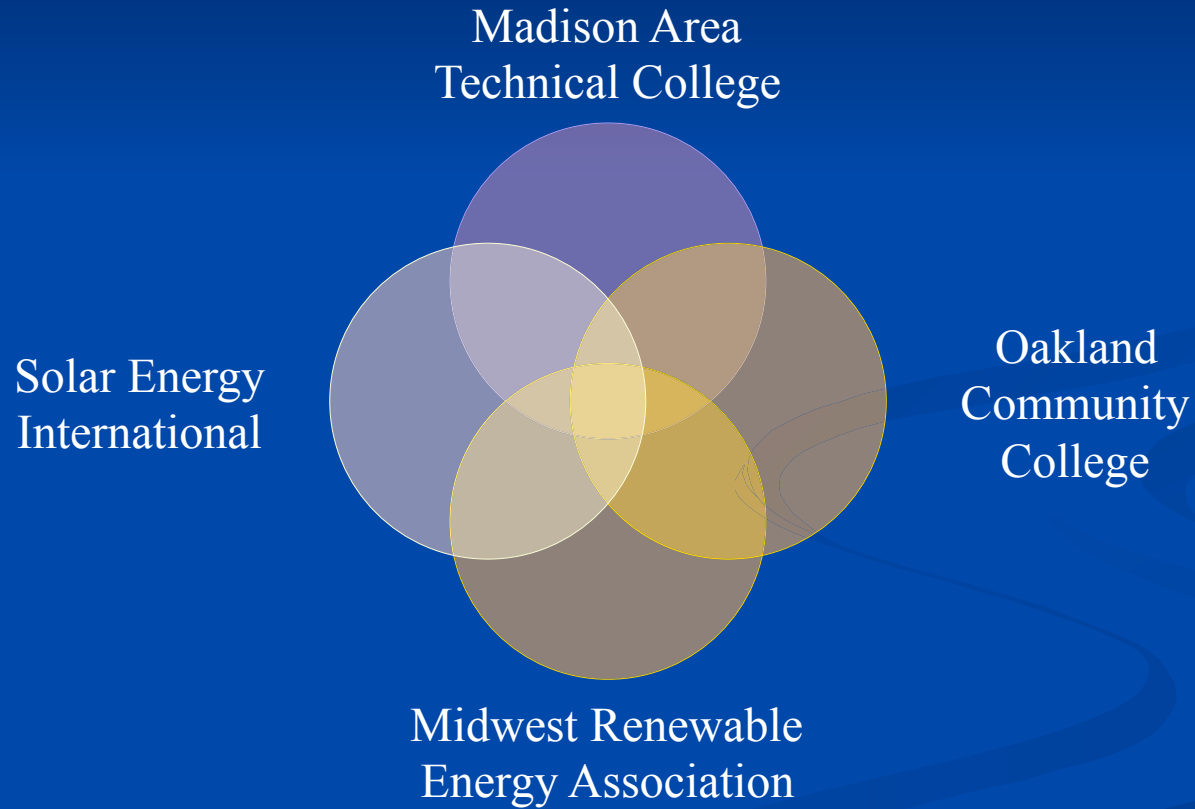 Madison Area
Technical College
Solar Energy
International
Oakland
Community
College
Midwest Renewable
Energy Association